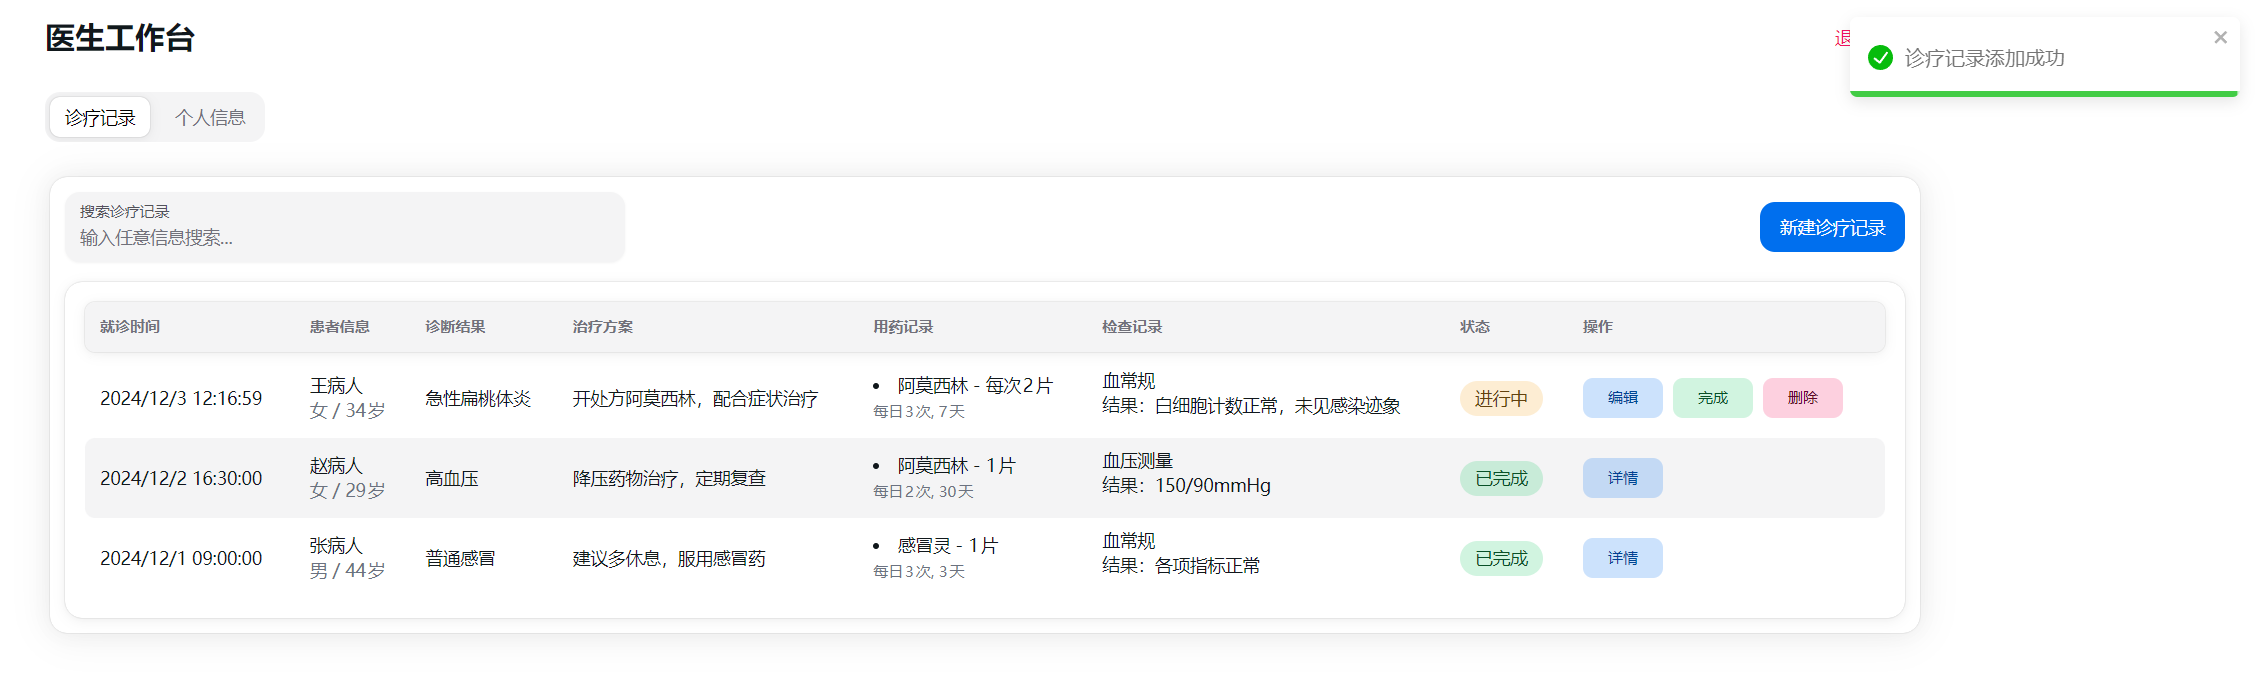 医生工作台
退
诊疗记录添加成功
诊疗记录 个人信息
搜索诊疗记录
输入任意信息搜索...
新建诊疗记录
就诊时间 患者信息 诊断结果 治疗方案 用药记录 检查记录 状态 操作
2024/12/3 12:16:59 王病人 急性扁桃体炎 开处方阿莫西林，配合症状治疗 • 阿莫西林 - 每次2片 血常规 进行中 编辑 完成 删除
女 / 34岁 每日3次, 7天 结果：白细胞计数正常，未见感染迹象
2024/12/2 16:30:00 赵病人 高血压 降压药物治疗，定期复查 • 阿莫西林 - 1片 血压测量 已完成 详情
女 / 29岁 每日2次, 30天 结果：150/90mmHg
2024/12/1 09:00:00 张病人 普通感冒 建议多休息，服用感冒药 • 感冒灵 - 1片 血常规 已完成 详情
男 / 44岁 每日3次, 3天 结果：各项指标正常